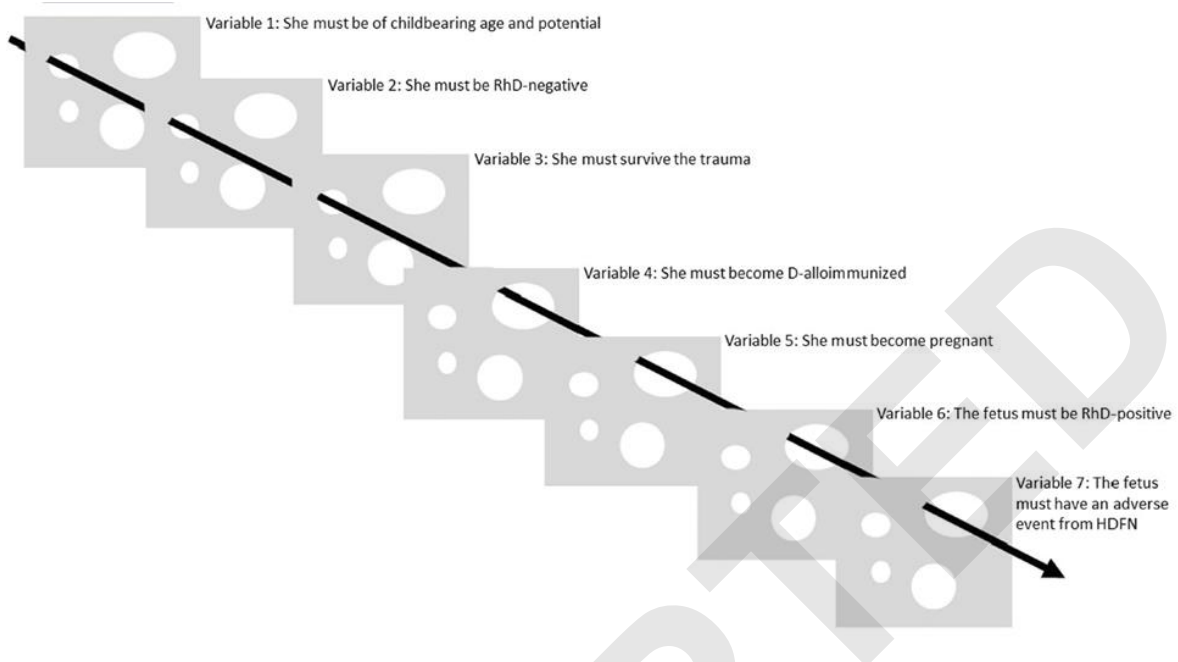 Variable 1: She must be of childbearing age and potential
Variable 2: She must be RhD-negative
Variable 3: She must survive the trauma
Variable 4: She must become D-alloimmunized
Variable 5: She must become pregnant
Variable 6: The fetus must be RhD-positive
Variable 7: The fetus
must have an adverse
event from HDFN
PTED